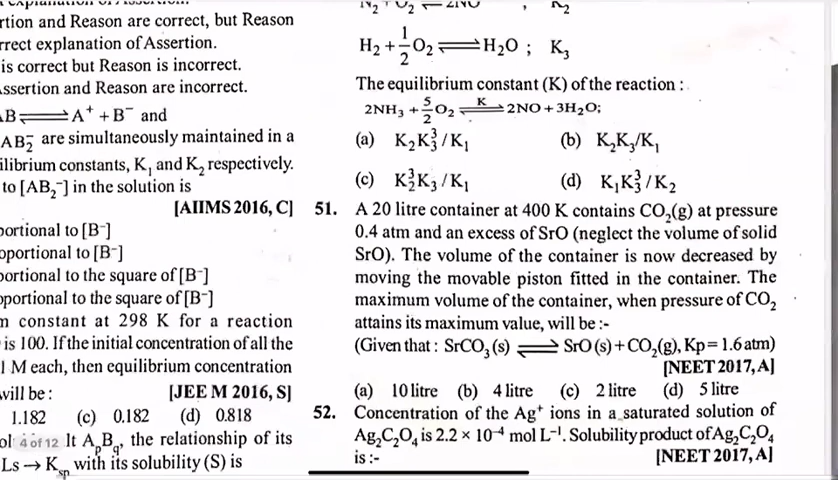 rtion and Reason are correct, but Reason
rrect explanation of Assertion.
is correct but Reason is incorrect.
ssertion and Reason are incorrect.
AB ⇌ A⁺ + B⁻ and
AB₂⁻ are simultaneously maintained in a
ilibrium constants, K₁ and K₂ respectively.
to [AB₂⁻] in the solution is
[AIIMS 2016, C]
portional to [B⁻]
oportional to [B⁻]
portional to the square of [B⁻]
oportional to the square of [B⁻]
n constant at 298 K for a reaction
is 100. If the initial concentration of all the
1 M each, then equilibrium concentration
will be : [JEE M 2016, S]
1.182 (c) 0.182 (d) 0.818
4 of 12 It AₚB_q, the relationship of its
Ls → Kₛₚ with its solubility (S) is
N₂ + O₂ ⇌ 2NO ; K₂
H₂ + 1/2 O₂ ⇌ H₂O ; K₃
The equilibrium constant (K) of the reaction :
2NH₃ + 5/2 O₂ ⇌ᴷ 2NO + 3H₂O;
(a) K₂K₃³ / K₁ (b) K₂K₃/K₁
(c) K₂³K₃ / K₁ (d) K₁K₃³ / K₂
51. A 20 litre container at 400 K contains CO₂(g) at pressure
0.4 atm and an excess of SrO (neglect the volume of solid
SrO). The volume of the container is now decreased by
moving the movable piston fitted in the container. The
maximum volume of the container, when pressure of CO₂
attains its maximum value, will be :-
(Given that : SrCO₃(s) ⇌ SrO(s)+CO₂(g), Kp= 1.6 atm)
[NEET 2017, A]
(a) 10 litre (b) 4 litre (c) 2 litre (d) 5 litre
52. Concentration of the Ag⁺ ions in a saturated solution of
Ag₂C₂O₄ is 2.2 × 10⁻⁴ mol L⁻¹. Solubility product of Ag₂C₂O₄
is :- [NEET 2017, A]